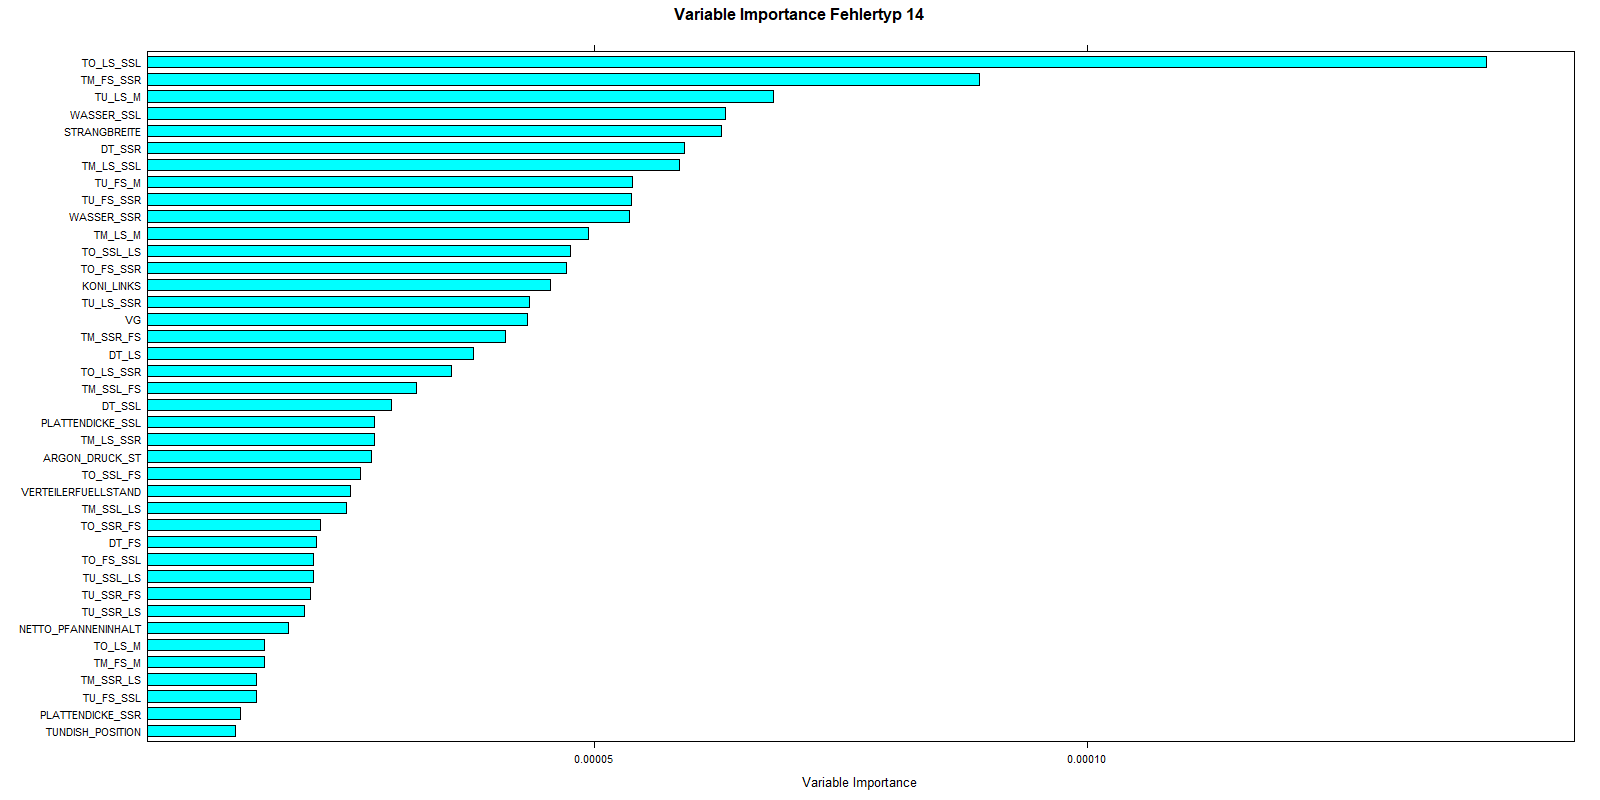 Variable Importance Fehlertyp 14
TO_LS_SSL
TM_FS_SSR
TU_LS_M
WASSER_SSL
STRANGBREITE
DT_SSR
TM_LS_SSL
TU_FS_M
TU_FS_SSR
WASSER_SSR
TM_LS_M
TO_SSL_LS
TO_FS_SSR
KONI_LINKS
TU_LS_SSR
VG
TM_SSR_FS
DT_LS
TO_LS_SSR
TM_SSL_FS
DT_SSL
PLATTENDICKE_SSL
TM_LS_SSR
ARGON_DRUCK_ST
TO_SSL_FS
VERTEILERFUELLSTAND
TM_SSL_LS
TO_SSR_FS
DT_FS
TO_FS_SSL
TU_SSL_LS
TU_SSR_FS
TU_SSR_LS
NETTO_PFANNENINHALT
TO_LS_M
TM_FS_M
TM_SSR_LS
TU_FS_SSL
PLATTENDICKE_SSR
TUNDISH_POSITION
0.00005 0.00010
Variable Importance